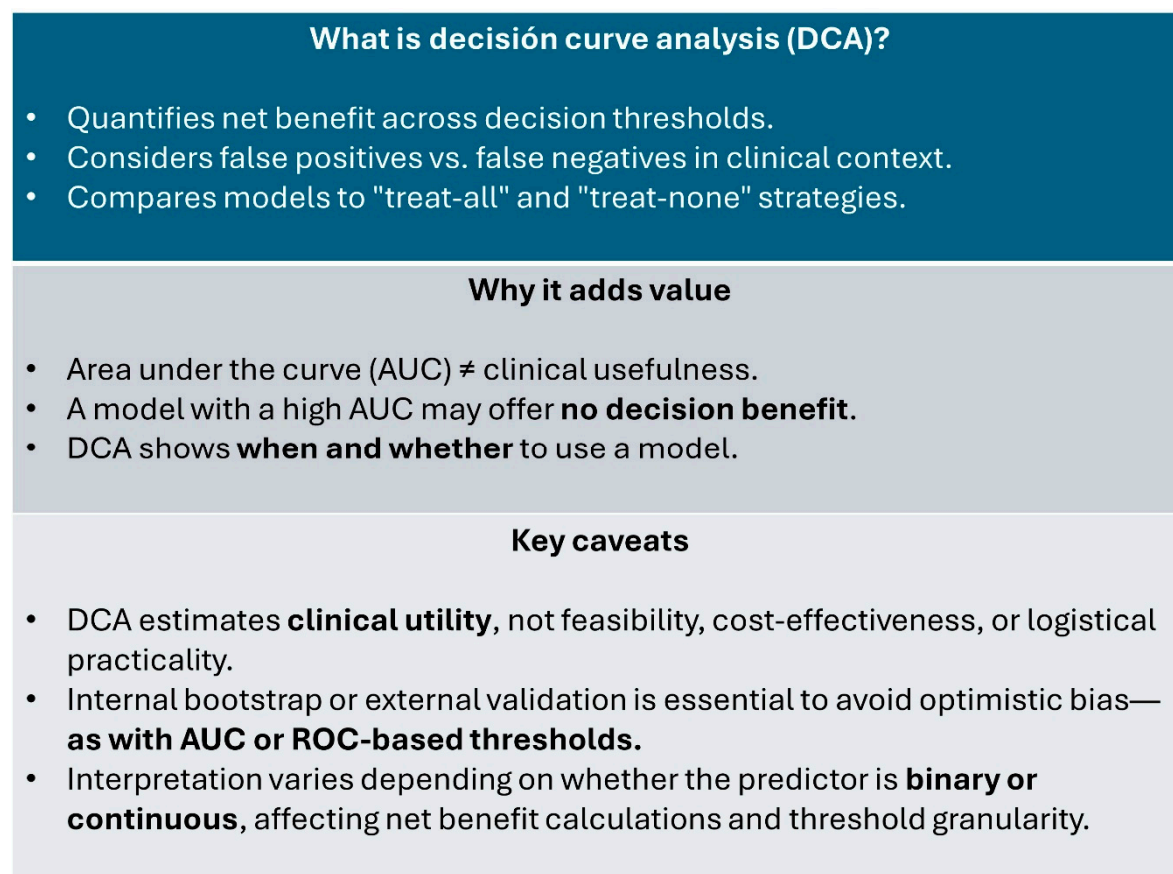 What is decisión curve analysis (DCA)?
• Quantifies net benefit across decision thresholds.
• Considers false positives vs. false negatives in clinical context.
• Compares models to "treat-all" and "treat-none" strategies.
Why it adds value
• Area under the curve (AUC) ≠ clinical usefulness.
• A model with a high AUC may offer no decision benefit.
• DCA shows when and whether to use a model.
Key caveats
• DCA estimates clinical utility, not feasibility, cost-effectiveness, or logistical
practicality.
• Internal bootstrap or external validation is essential to avoid optimistic bias—
as with AUC or ROC-based thresholds.
• Interpretation varies depending on whether the predictor is binary or
continuous, affecting net benefit calculations and threshold granularity.